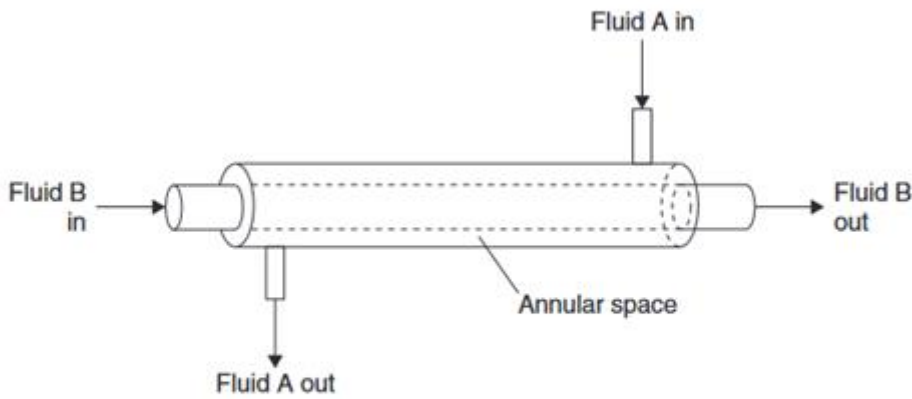 Fluid A in
Fluid B
in
Fluid B
out
Annular space
Fluid A out